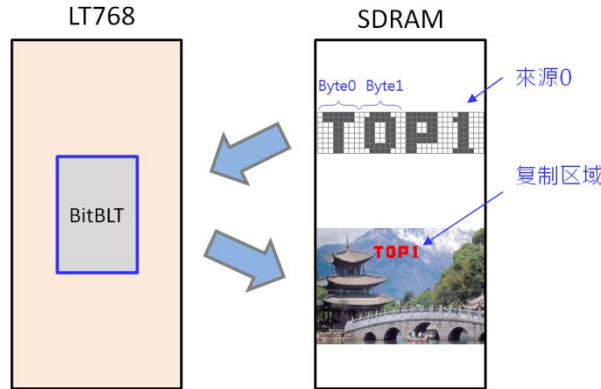 LT768
SDRAM
Byte0 Byte1
來源0
TOP1
复制区域
BitBLT
TOP1